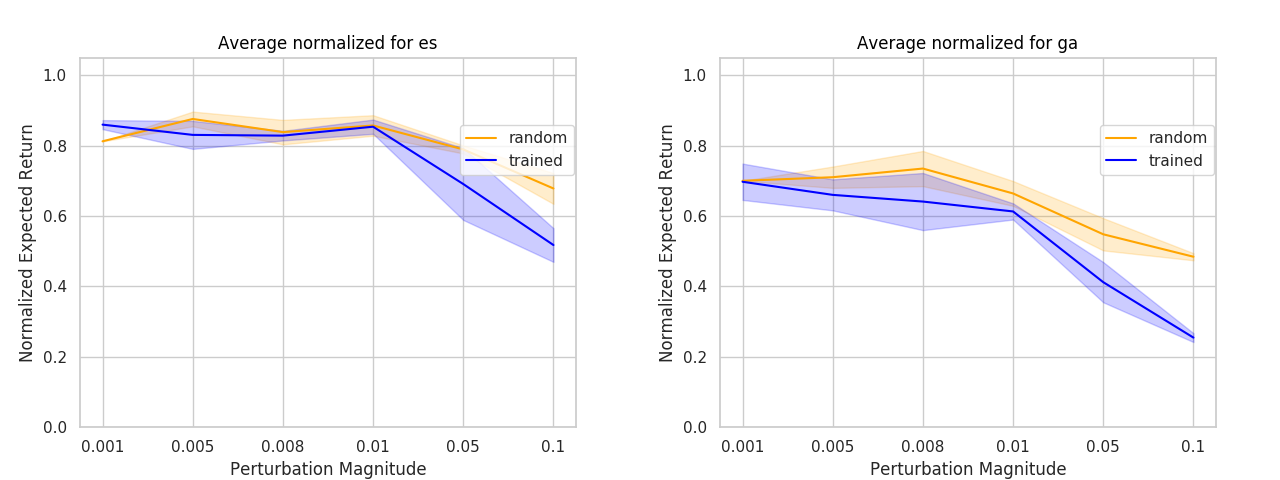 Average normalized for es
1.0
0.8
0.6
0.4
0.2
0.0
Normalized Expected Return
random
trained
0.001 0.005 0.008 0.01 0.05 0.1
Perturbation Magnitude
Average normalized for ga
1.0
0.8
0.6
0.4
0.2
0.0
Normalized Expected Return
random
trained
0.001 0.005 0.008 0.01 0.05 0.1
Perturbation Magnitude